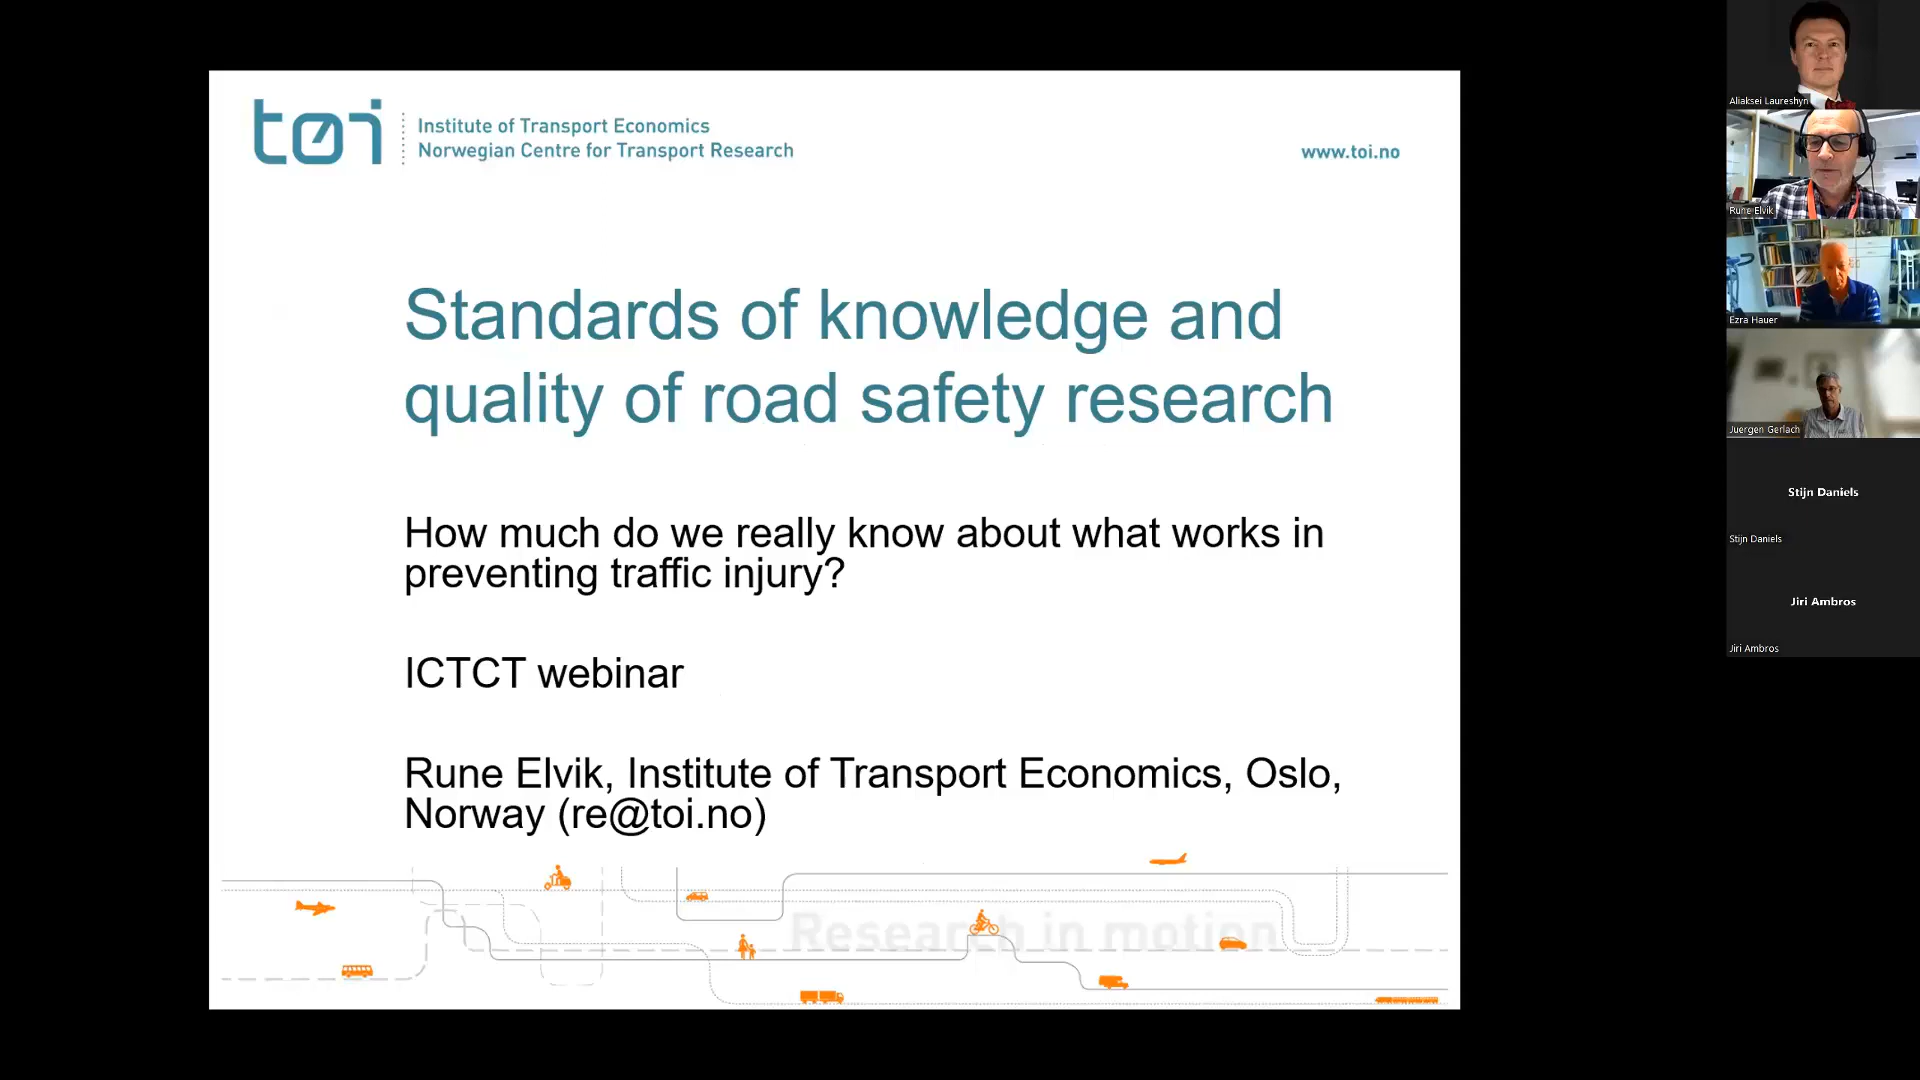 tøi
Institute of Transport Economics
Norwegian Centre for Transport Research
www.toi.no
Standards of knowledge and
quality of road safety research
How much do we really know about what works in
preventing traffic injury?
ICTCT webinar
Rune Elvik, Institute of Transport Economics, Oslo,
Norway (re@toi.no)
Research in motion
Aliaksei Laureshyn
Rune Elvik
Ezra Hauer
Juergen Gerlach
Stijn Daniels
Stijn Daniels
Jiri Ambros
Jiri Ambros